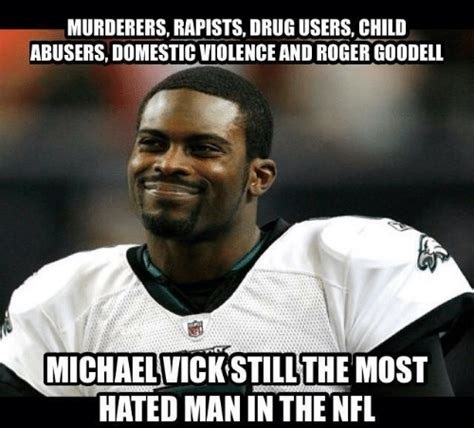 MURDERERS, RAPISTS, DRUG USERS, CHILD
ABUSERS, DOMESTIC VIOLENCE AND ROGER GOODELL
MICHAEL VICK STILL THE MOST
HATED MAN IN THE NFL